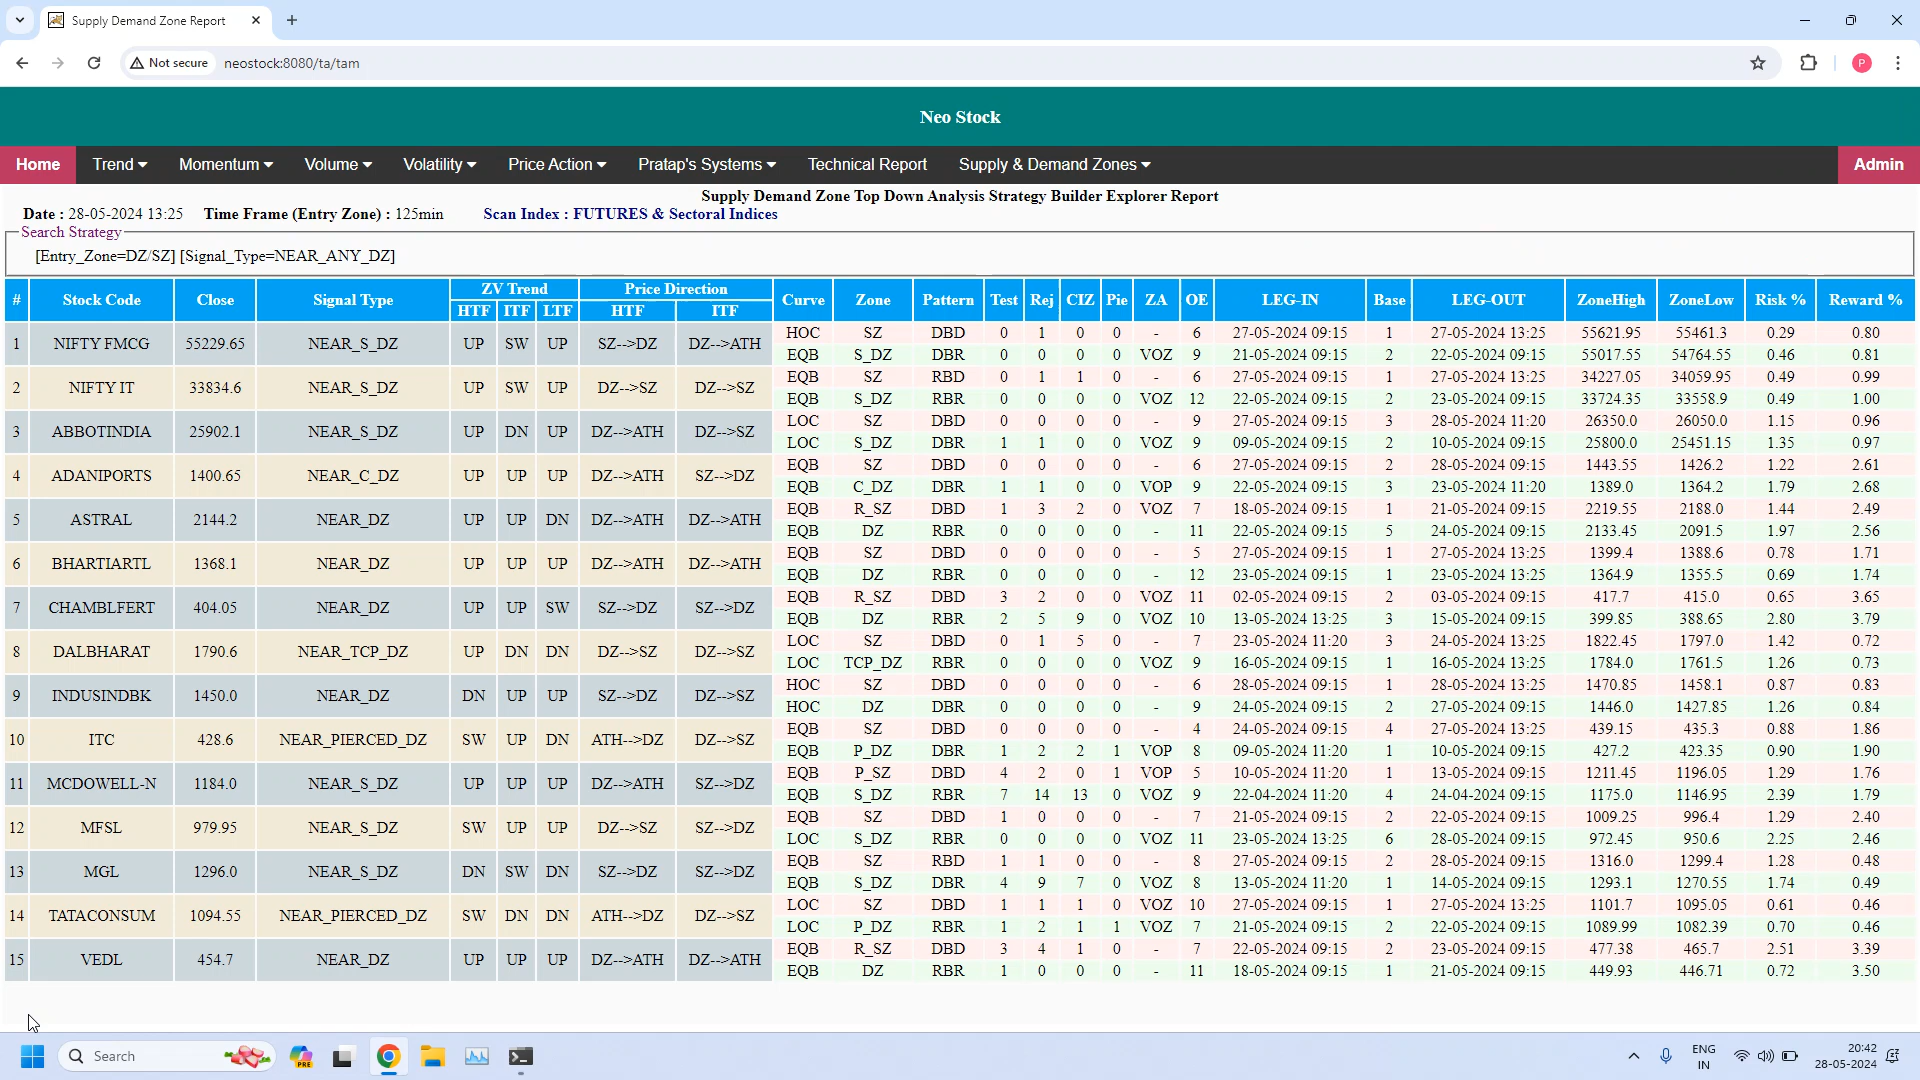 Supply Demand Zone Report
Not secure neostock:8080/ta/tam P
Neo Stock
Home Trend Momentum Volume Volatility Price Action Pratap's Systems Technical Report Supply & Demand Zones Admin
Supply Demand Zone Top Down Analysis Strategy Builder Explorer Report
Date : 28-05-2024 13:25 Time Frame (Entry Zone) : 125min Scan Index : FUTURES & Sectoral Indices
Search Strategy
[Entry_Zone=DZ/SZ] [Signal_Type=NEAR_ANY_DZ]
# Stock Code Close Signal Type ZV Trend Price Direction Curve Zone Pattern Test Rej CIZ Pie ZA OE LEG-IN Base LEG-OUT ZoneHigh ZoneLow Risk % Reward %
HTF ITF LTF HTF ITF
HOC SZ DBD 0 1 0 0 - 6 27-05-2024 09:15 1 27-05-2024 13:25 55621.95 55461.3 0.29 0.80
1 NIFTY FMCG 55229.65 NEAR_S_DZ UP SW UP SZ-->DZ DZ-->ATH
EQB S_DZ DBR 0 0 0 0 VOZ 9 21-05-2024 09:15 2 22-05-2024 09:15 55017.55 54764.55 0.46 0.81
EQB SZ RBD 0 1 1 0 - 6 27-05-2024 09:15 1 27-05-2024 13:25 34227.05 34059.95 0.49 0.99
2 NIFTY IT 33834.6 NEAR_S_DZ UP SW UP DZ-->SZ DZ-->SZ
EQB S_DZ RBR 0 0 0 0 VOZ 12 22-05-2024 09:15 2 23-05-2024 09:15 33724.35 33558.9 0.49 1.00
LOC SZ DBD 0 0 0 0 - 9 27-05-2024 09:15 3 28-05-2024 11:20 26350.0 26050.0 1.15 0.96
3 ABBOTINDIA 25902.1 NEAR_S_DZ UP DN UP DZ-->ATH DZ-->SZ
LOC S_DZ DBR 1 1 0 0 VOZ 9 09-05-2024 09:15 2 10-05-2024 09:15 25800.0 25451.15 1.35 0.97
EQB SZ DBD 0 0 0 0 - 6 27-05-2024 09:15 2 28-05-2024 09:15 1443.55 1426.2 1.22 2.61
4 ADANIPORTS 1400.65 NEAR_C_DZ UP UP UP DZ-->ATH SZ-->DZ
EQB C_DZ DBR 1 1 0 0 VOP 9 22-05-2024 09:15 3 23-05-2024 11:20 1389.0 1364.2 1.79 2.68
EQB R_SZ DBD 1 3 2 0 VOZ 7 18-05-2024 09:15 1 21-05-2024 09:15 2219.55 2188.0 1.44 2.49
5 ASTRAL 2144.2 NEAR_DZ UP UP DN DZ-->ATH DZ-->ATH
EQB DZ RBR 0 0 0 0 - 11 22-05-2024 09:15 5 24-05-2024 09:15 2133.45 2091.5 1.97 2.56
EQB SZ DBD 0 0 0 0 - 5 27-05-2024 09:15 1 27-05-2024 13:25 1399.4 1388.6 0.78 1.71
6 BHARTIARTL 1368.1 NEAR_DZ UP UP UP DZ-->ATH DZ-->ATH
EQB DZ RBR 0 0 0 0 - 12 23-05-2024 09:15 1 23-05-2024 13:25 1364.9 1355.5 0.69 1.74
EQB R_SZ DBD 3 2 0 0 VOZ 11 02-05-2024 09:15 2 03-05-2024 09:15 417.7 415.0 0.65 3.65
7 CHAMBLFERT 404.05 NEAR_DZ UP UP SW SZ-->DZ SZ-->DZ
EQB DZ RBR 2 5 9 0 VOZ 10 13-05-2024 13:25 3 15-05-2024 09:15 399.85 388.65 2.80 3.79
LOC SZ DBD 0 1 5 0 - 7 23-05-2024 11:20 3 24-05-2024 13:25 1822.45 1797.0 1.42 0.72
8 DALBHARAT 1790.6 NEAR_TCP_DZ UP DN DN DZ-->SZ DZ-->SZ
LOC TCP_DZ RBR 0 0 0 0 VOZ 9 16-05-2024 09:15 1 16-05-2024 13:25 1784.0 1761.5 1.26 0.73
HOC SZ DBD 0 0 0 0 - 6 28-05-2024 09:15 1 28-05-2024 13:25 1470.85 1458.1 0.87 0.83
9 INDUSINDBK 1450.0 NEAR_DZ DN UP UP SZ-->DZ DZ-->SZ
HOC DZ DBR 0 0 0 0 - 9 24-05-2024 09:15 2 27-05-2024 09:15 1446.0 1427.85 1.26 0.84
EQB SZ DBD 0 0 0 0 - 4 24-05-2024 09:15 4 27-05-2024 13:25 439.15 435.3 0.88 1.86
10 ITC 428.6 NEAR_PIERCED_DZ SW UP DN ATH-->DZ DZ-->SZ
EQB P_DZ DBR 1 2 2 1 VOP 8 09-05-2024 11:20 1 10-05-2024 09:15 427.2 423.35 0.90 1.90
EQB P_SZ DBD 4 2 0 1 VOP 5 10-05-2024 11:20 1 13-05-2024 09:15 1211.45 1196.05 1.29 1.76
11 MCDOWELL-N 1184.0 NEAR_S_DZ UP UP UP DZ-->ATH SZ-->DZ
EQB S_DZ RBR 7 14 13 0 VOZ 9 22-04-2024 11:20 4 24-04-2024 09:15 1175.0 1146.95 2.39 1.79
EQB SZ DBD 1 0 0 0 - 7 21-05-2024 09:15 2 22-05-2024 09:15 1009.25 996.4 1.29 2.40
12 MFSL 979.95 NEAR_S_DZ SW UP UP DZ-->SZ SZ-->DZ
LOC S_DZ RBR 0 0 0 0 VOZ 11 23-05-2024 13:25 6 28-05-2024 09:15 972.45 950.6 2.25 2.46
EQB SZ RBD 1 1 0 0 - 8 27-05-2024 09:15 2 28-05-2024 09:15 1316.0 1299.4 1.28 0.48
13 MGL 1296.0 NEAR_S_DZ DN SW DN SZ-->DZ SZ-->DZ
EQB S_DZ DBR 4 9 7 0 VOZ 8 13-05-2024 11:20 1 14-05-2024 09:15 1293.1 1270.55 1.74 0.49
LOC SZ DBD 1 1 1 0 VOZ 10 27-05-2024 09:15 1 27-05-2024 13:25 1101.7 1095.05 0.61 0.46
14 TATACONSUM 1094.55 NEAR_PIERCED_DZ SW DN DN ATH-->DZ DZ-->SZ
LOC P_DZ RBR 1 2 1 1 VOZ 7 21-05-2024 09:15 2 22-05-2024 09:15 1089.99 1082.39 0.70 0.46
EQB R_SZ DBD 3 4 1 0 - 7 22-05-2024 09:15 2 23-05-2024 09:15 477.38 465.7 2.51 3.39
15 VEDL 454.7 NEAR_DZ UP UP UP DZ-->ATH DZ-->ATH
EQB DZ RBR 1 0 0 0 - 11 18-05-2024 09:15 1 21-05-2024 09:15 449.93 446.71 0.72 3.50
Search PRE ENG IN 20:42 28-05-2024